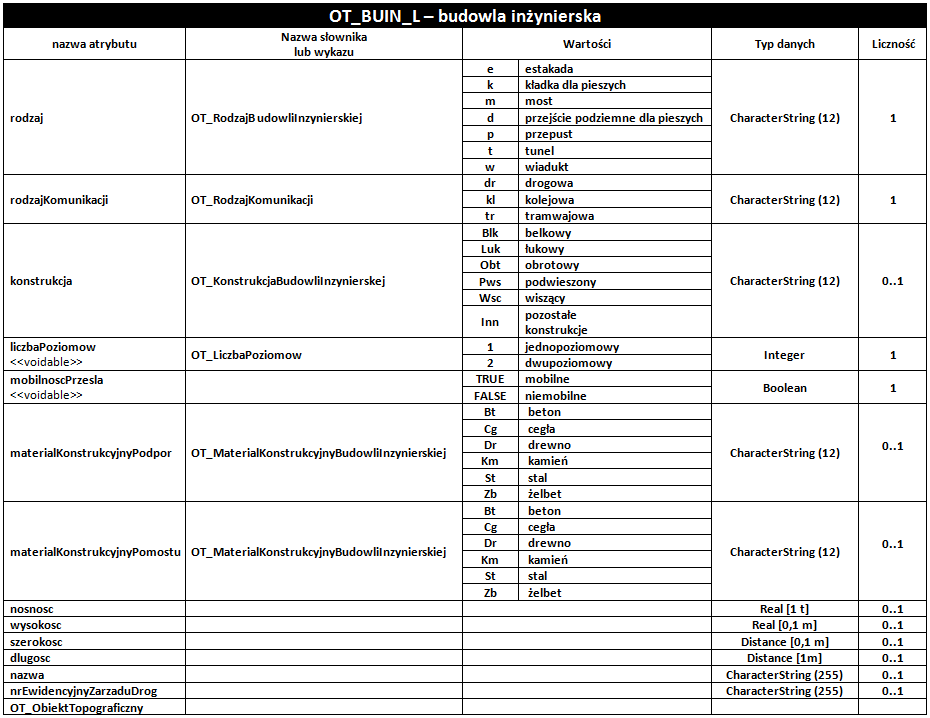 OT_BUIN_L – budowla inżynierska
nazwa atrybutu Nazwa słownika lub wykazu Wartości Typ danych Liczność
rodzaj OT_RodzajBudowliInzynierskiej CharacterString (12) 1
e estakada
k kładka dla pieszych
m most
d przejście podziemne dla pieszych
p przepust
t tunel
w wiadukt
rodzajKomunikacji OT_RodzajKomunikacji CharacterString (12) 1
dr drogowa
kl kolejowa
tr tramwajowa
konstrukcja OT_KonstrukcjaBudowliInzynierskej CharacterString (12) 0..1
Blk belkowy
Luk łukowy
Obt obrotowy
Pws podwieszony
Wsc wiszący
Inn pozostałe
konstrukcje
liczbaPoziomow
<<voidable>>
OT_LiczbaPoziomow Integer 1
1 jednopoziomowy
2 dwupoziomowy
mobilnoscPrzesla
<<voidable>>
Boolean 1
TRUE mobilne
FALSE niemobilne
materialKonstrukcyjnyPodpor OT_MaterialKonstrukcyjnyBudowliInzynierskiej CharacterString (12) 0..1
Bt beton
Cg cegła
Dr drewno
Km kamień
St stal
Zb żelbet
materialKonstrukcyjnyPomostu OT_MaterialKonstrukcyjnyBudowliInzynierskiej CharacterString (12) 0..1
Bt beton
Cg cegła
Dr drewno
Km kamień
St stal
Zb żelbet
nosnosc Real [1 t] 0..1
wysokosc Real [0,1 m] 0..1
szerokosc Distance [0,1 m] 0..1
dlugosc Distance [1m] 0..1
nazwa CharacterString (255) 0..1
nrEwidencyjnyZarzaduDrog CharacterString (255) 0..1
OT_ObiektTopograficzny